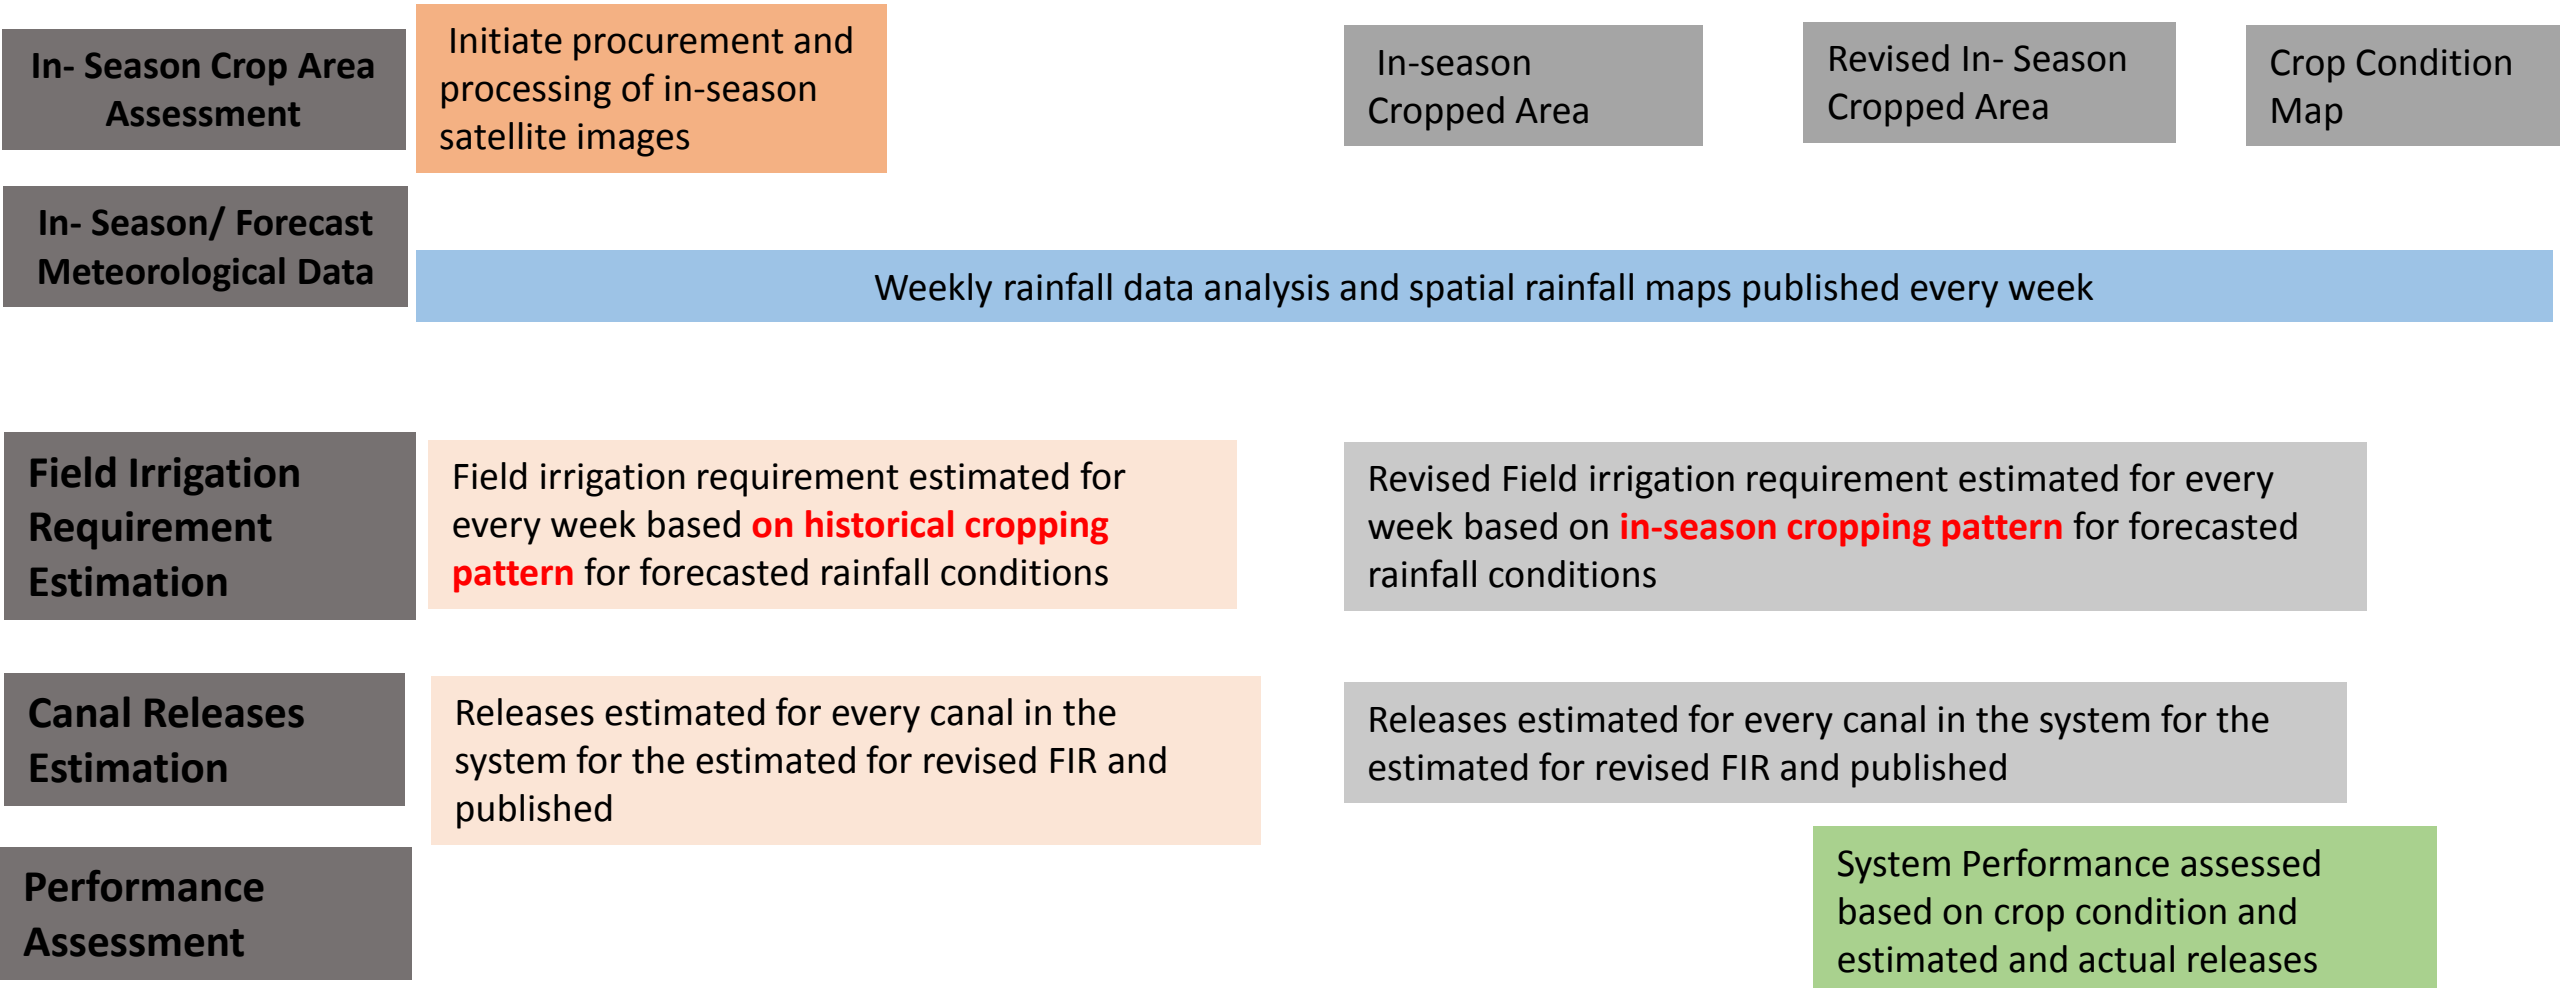 In- Season Crop Area
Assessment
Initiate procurement and
processing of in-season
satellite images
In-season
Cropped Area
Revised In- Season
Cropped Area
Crop Condition
Map
In- Season/ Forecast
Meteorological Data
Weekly rainfall data analysis and spatial rainfall maps published every week
Field Irrigation
Requirement
Estimation
Field irrigation requirement estimated for
every week based on historical cropping
pattern for forecasted rainfall conditions
Revised Field irrigation requirement estimated for every
week based on in-season cropping pattern for forecasted
rainfall conditions
Canal Releases
Estimation
Releases estimated for every canal in the
system for the estimated for revised FIR and
published
Releases estimated for every canal in the system for the
estimated for revised FIR and published
Performance
Assessment
System Performance assessed
based on crop condition and
estimated and actual releases